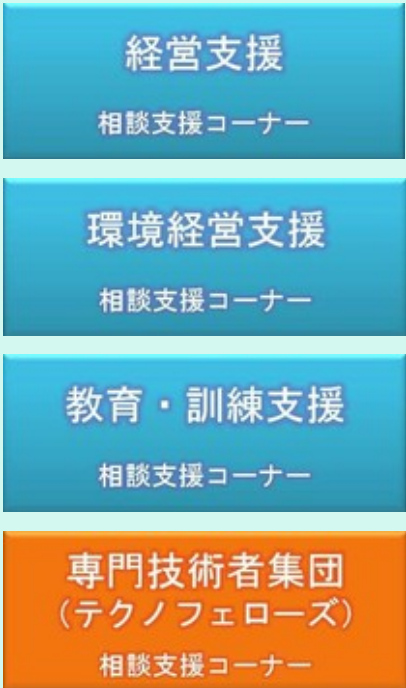 経営支援
相談支援コーナー
環境経営支援
相談支援コーナー
教育・訓練支援
相談支援コーナー
専門技術者集団
（テクノフェローズ）
相談支援コーナー